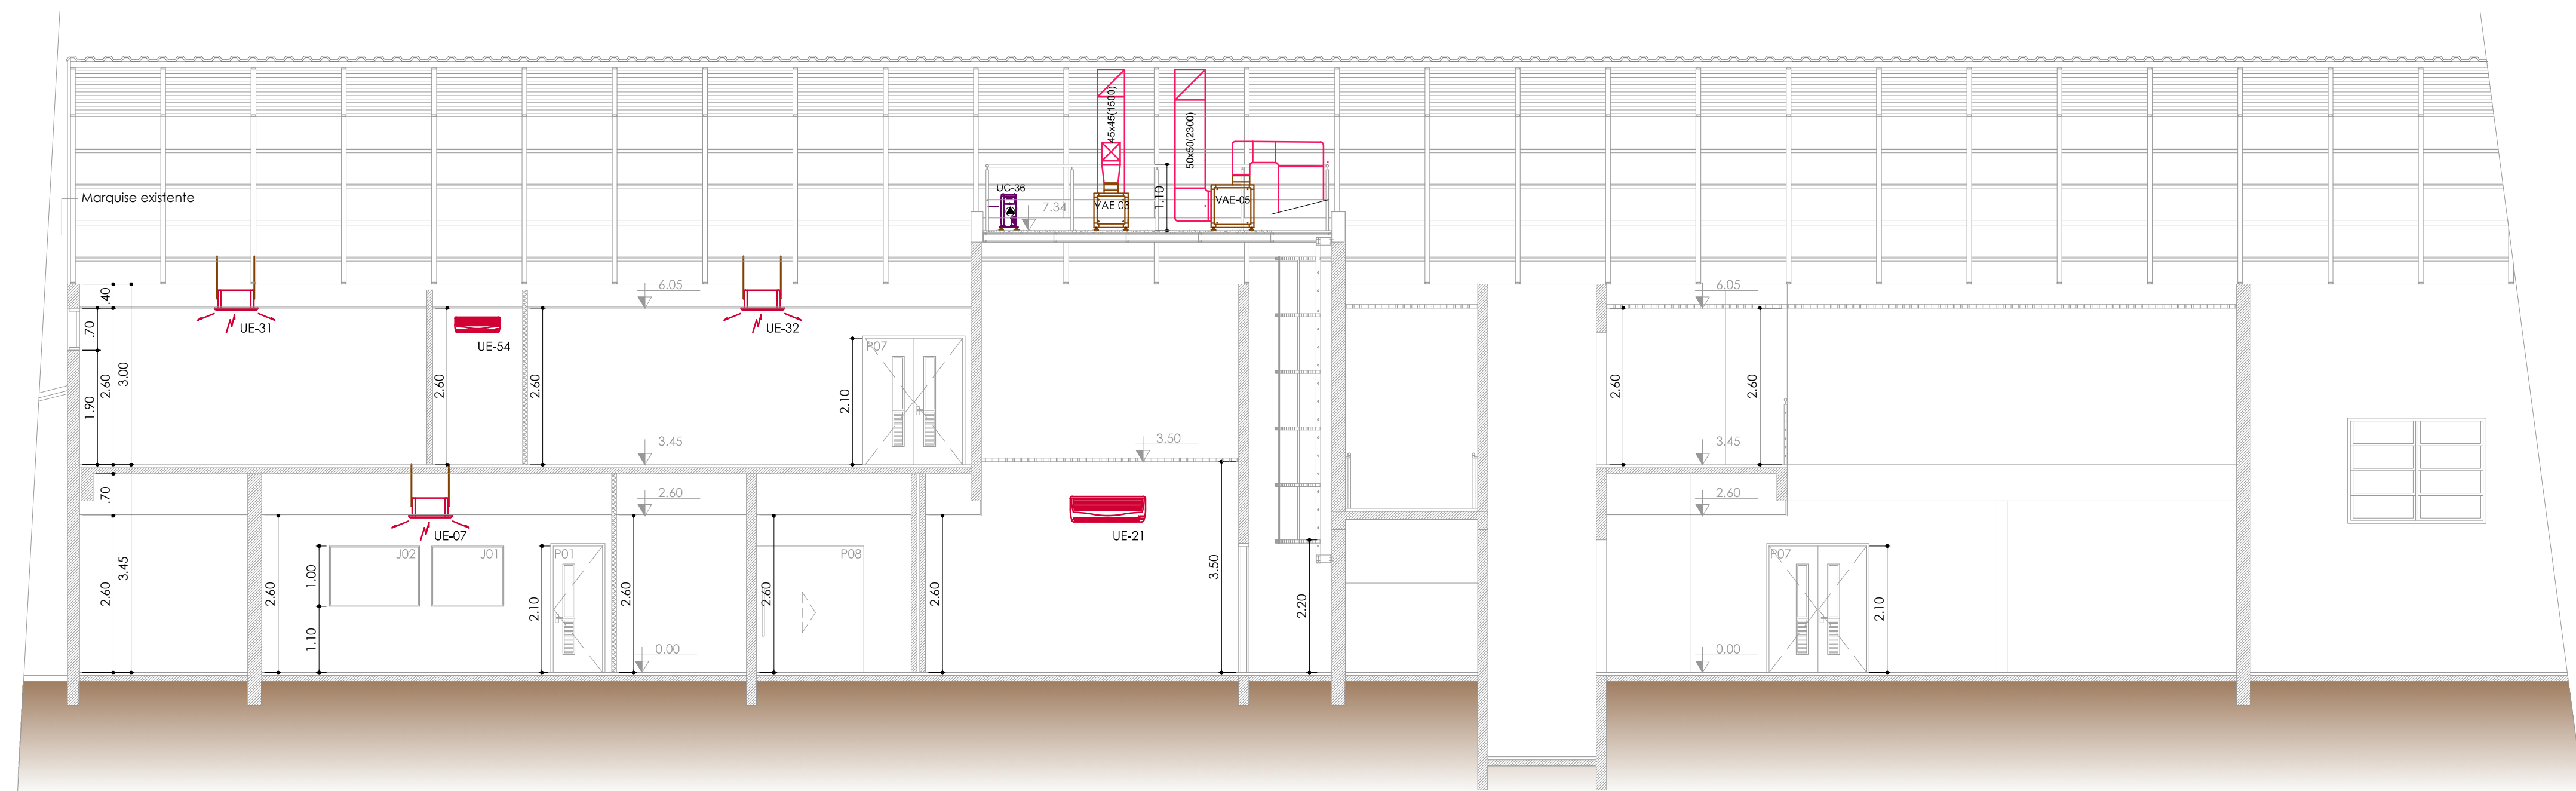 45x45(1500)
50x50(2300)
UC-36
1.10
Marquise existente
7.34
VAE-03
VAE-05
.40
6.05
6.05
UE-31
UE-54
UE-32
.70
P07
2.60
3.00
1.90
2.60
2.60
2.10
2.60
2.60
3.45
3.50
3.45
.70
2.60
2.60
UE-07
UE-21
J02
J01
P01
P08
P07
2.60
3.45
2.60
1.00
1.10
2.10
2.60
2.60
2.60
3.50
2.20
2.10
0.00
0.00